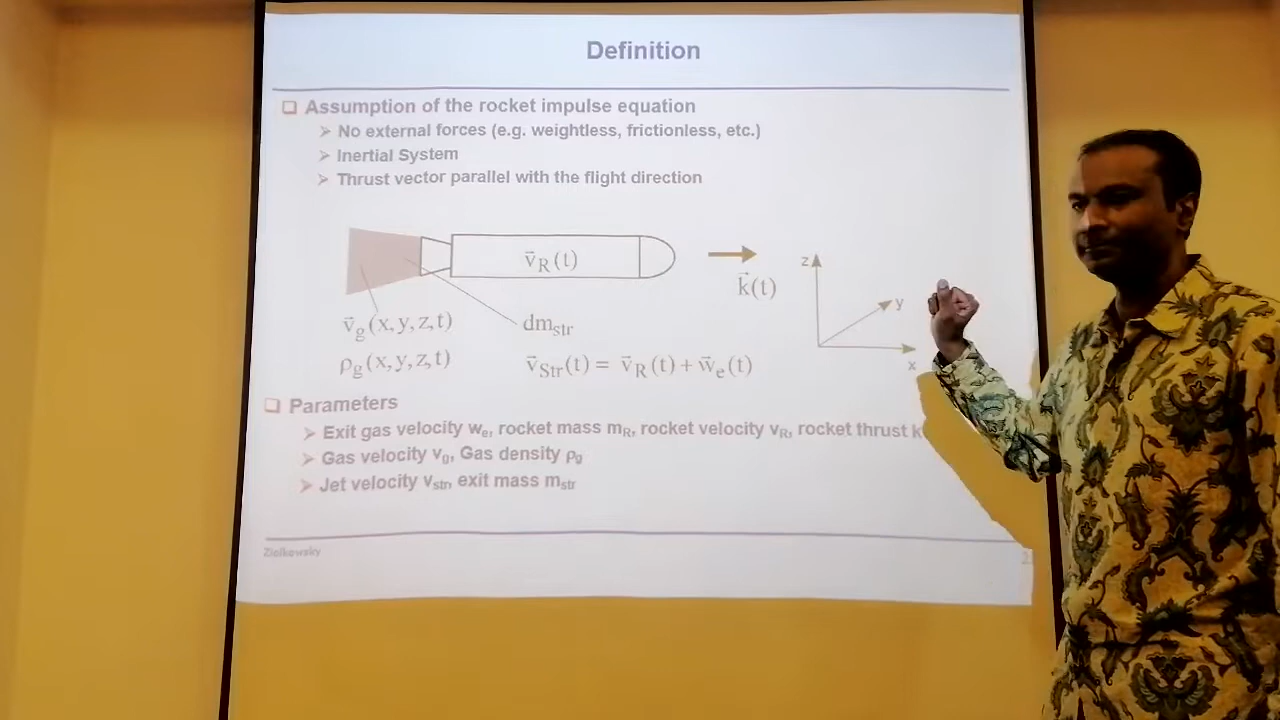 Definition
Assumption of the rocket impulse equation
No external forces (e.g. weightless, frictionless, etc.)
Inertial System
Thrust vector parallel with the flight direction
v⃗R(t)
k⃗(t)
z
y
x
v⃗g(x,y,z,t)
dmstr
ρg(x,y,z,t)
v⃗Str(t) = v⃗R(t) + w⃗e(t)
Parameters
Exit gas velocity we, rocket mass mR, rocket velocity vR, rocket thrust k
Gas velocity vg, Gas density ρg
Jet velocity vstr, exit mass mstr
Ziolkowsky